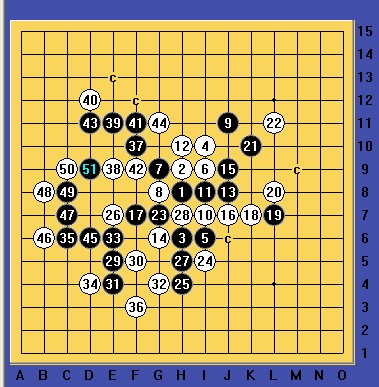 15
14
c 13
40 c 12
43 39 41 44 9 22 11
37 12 4 21 10
50 51 38 42 7 2 6 15 c 9
48 49 8 1 11 13 20 8
47 26 17 23 28 10 16 18 19 7
46 35 45 33 14 3 5 c 6
29 30 27 24 5
34 31 32 25 4
36 3
2
1
A B C D E F G H I J K L M N O